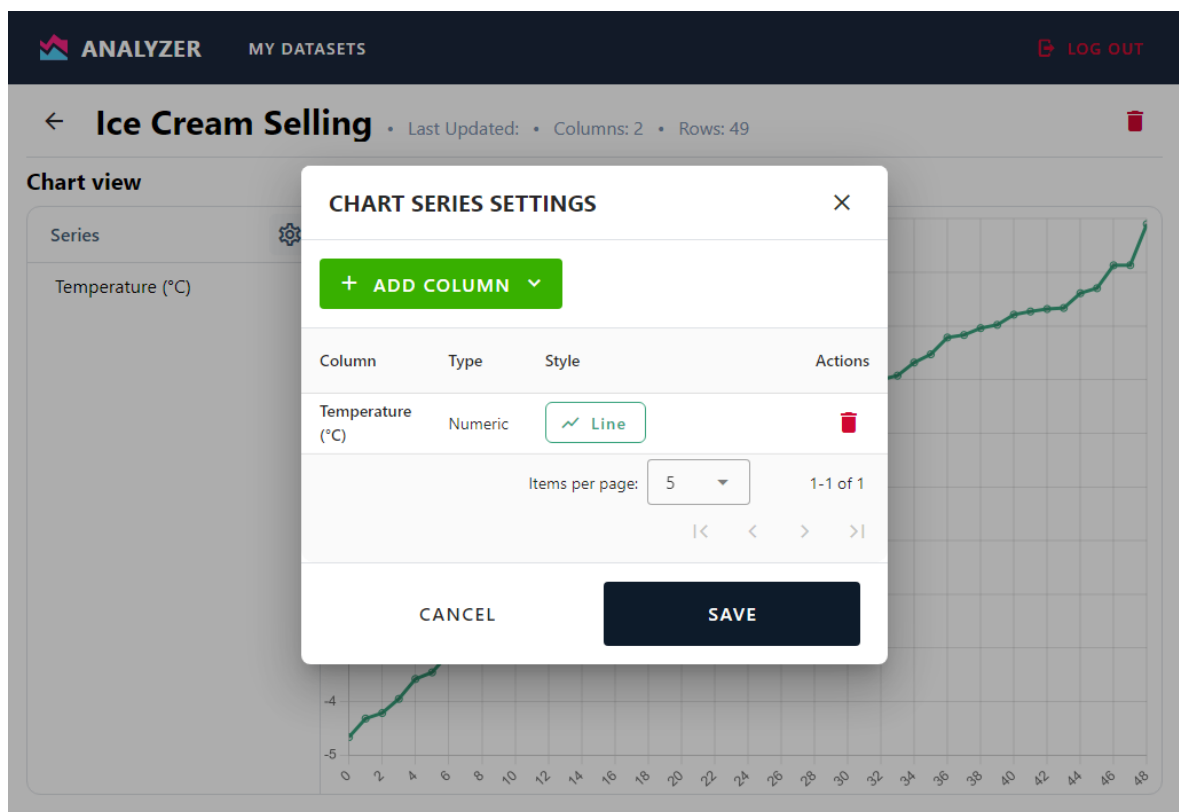 ANALYZER MY DATASETS LOG OUT
Ice Cream Selling • Last Updated: • Columns: 2 • Rows: 49
Chart view
Series
Temperature (°C)
CHART SERIES SETTINGS
+ ADD COLUMN
Column Type Style Actions
Temperature
(°C) Numeric Line
Items per page: 5 1-1 of 1
CANCEL SAVE
-4
-5
0 2 4 6 8 10 12 14 16 18 20 22 24 26 28 30 32 34 36 38 40 42 44 46 48